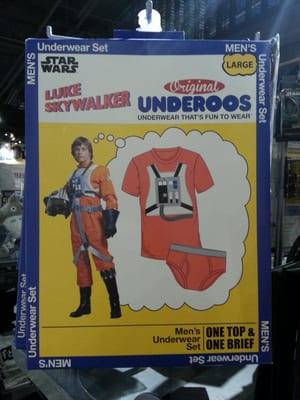 Underwear Set
MEN'S
STAR
WARS
LARGE
LUKE
SKYWALKER
Original
UNDEROOS
UNDERWEAR THAT'S FUN TO WEAR
MEN'S
Underwear Set
Underwear Set
MEN'S
Men's
Underwear
Set
ONE TOP &
ONE BRIEF
MEN'S
Underwear Set
MEN'S
Underwear Set